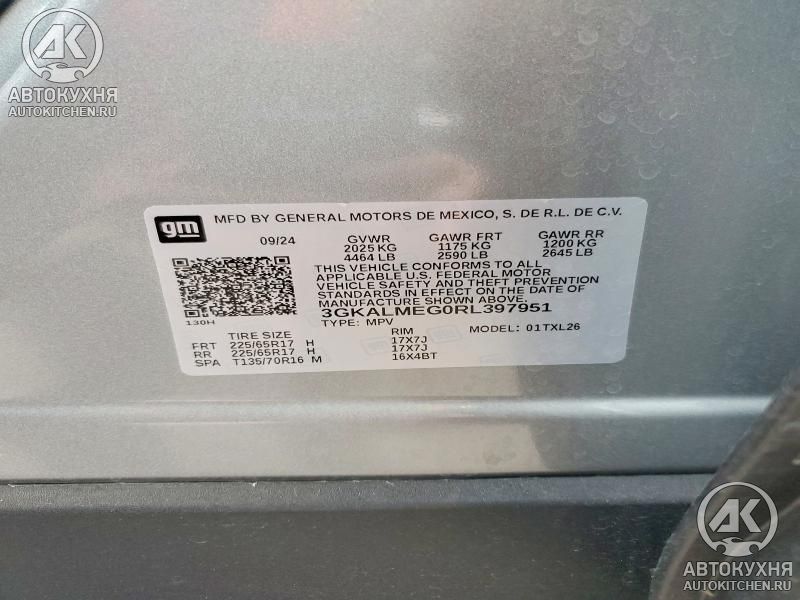 AK
АВТОКУХНЯ
AUTOKITCHEN.RU
gm MFD BY GENERAL MOTORS DE MEXICO, S. DE R.L. DE C.V.
09/24 GVWR GAWR FRT GAWR RR
2025 KG 1175 KG 1200 KG
4464 LB 2590 LB 2645 LB
THIS VEHICLE CONFORMS TO ALL
APPLICABLE U.S. FEDERAL MOTOR
VEHICLE SAFETY AND THEFT PREVENTION
STANDARDS IN EFFECT ON THE DATE OF
MANUFACTURE SHOWN ABOVE.
3GKALMEG0RL397951
130H TYPE: MPV MODEL: 01TXL26
TIRE SIZE RIM
FRT 225/65R17 H 17X7J
RR 225/65R17 H 17X7J
SPA T135/70R16 M 16X4BT
AK
АВТОКУХНЯ
AUTOKITCHEN.RU